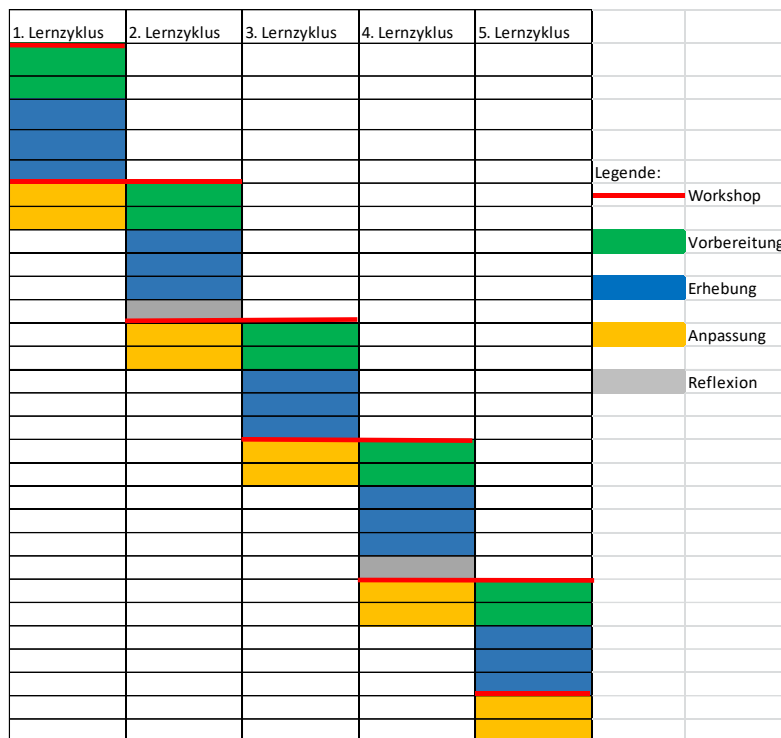 1. Lernzyklus 2. Lernzyklus 3. Lernzyklus 4. Lernzyklus 5. Lernzyklus
Legende:
Workshop
Vorbereitung
Erhebung
Anpassung
Reflexion